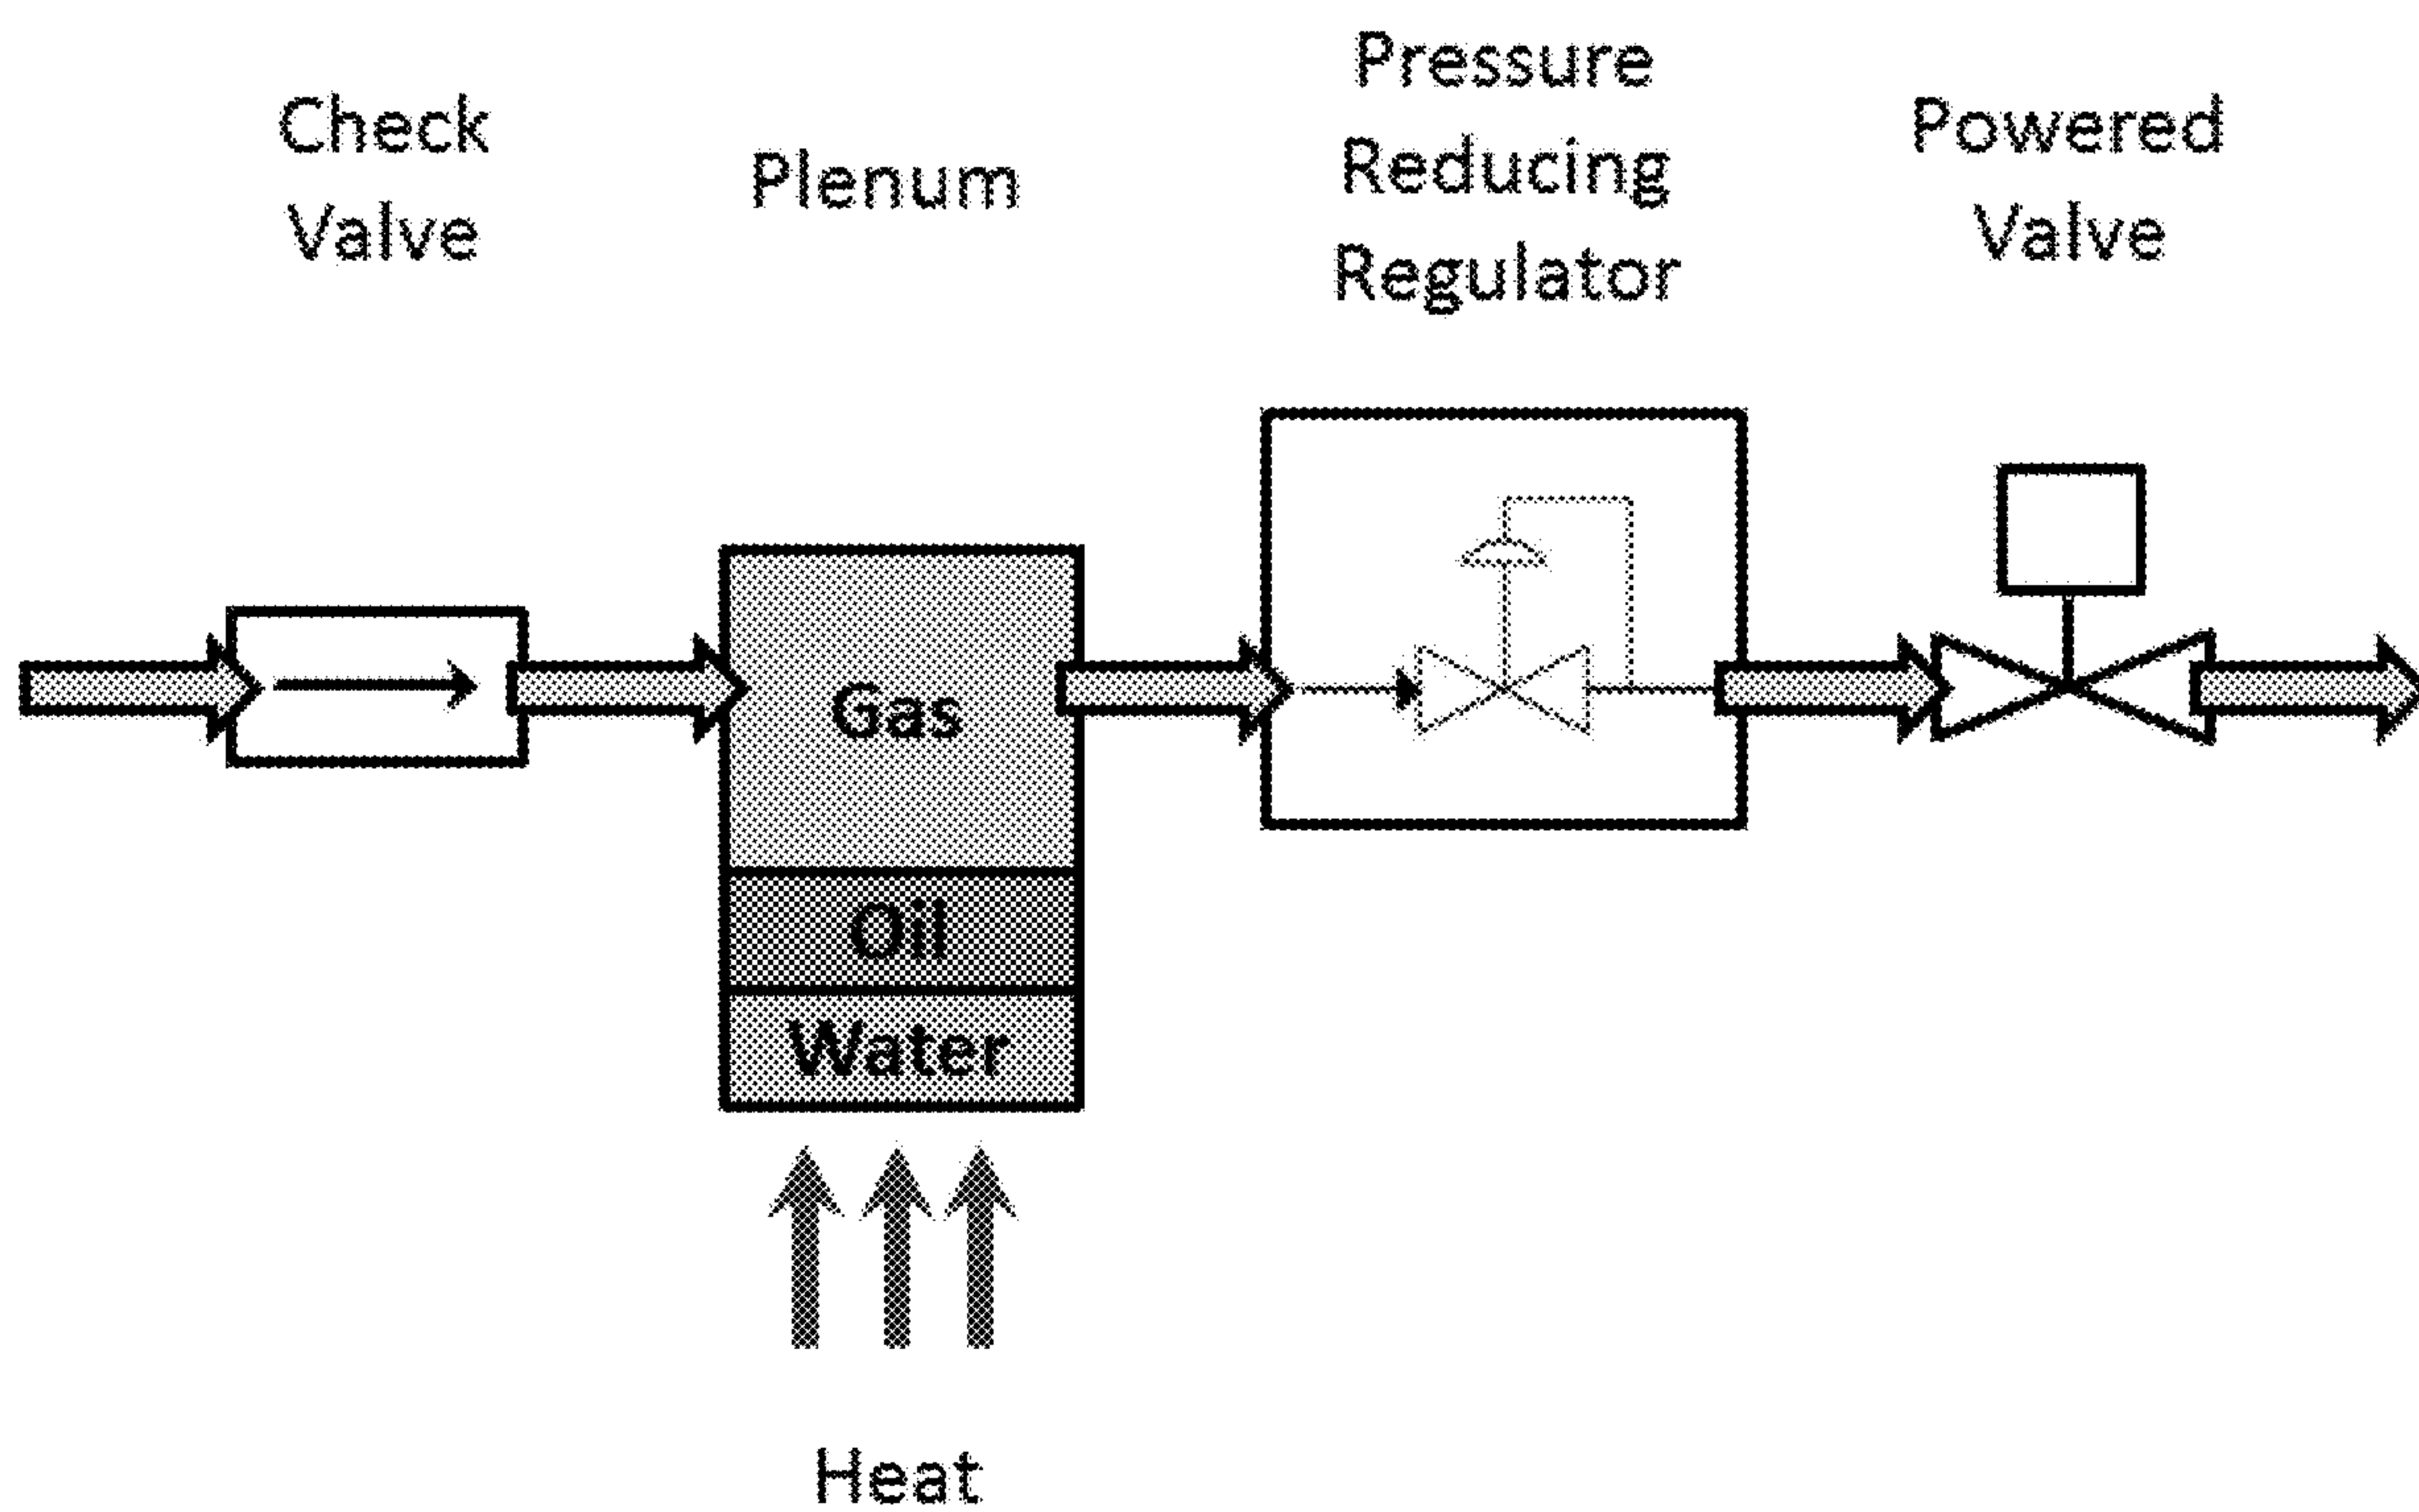 Check
Valve
Plenum
Pressure
Reducing
Regulator
Powered
Valve
Gas
Oil
Water
Heat